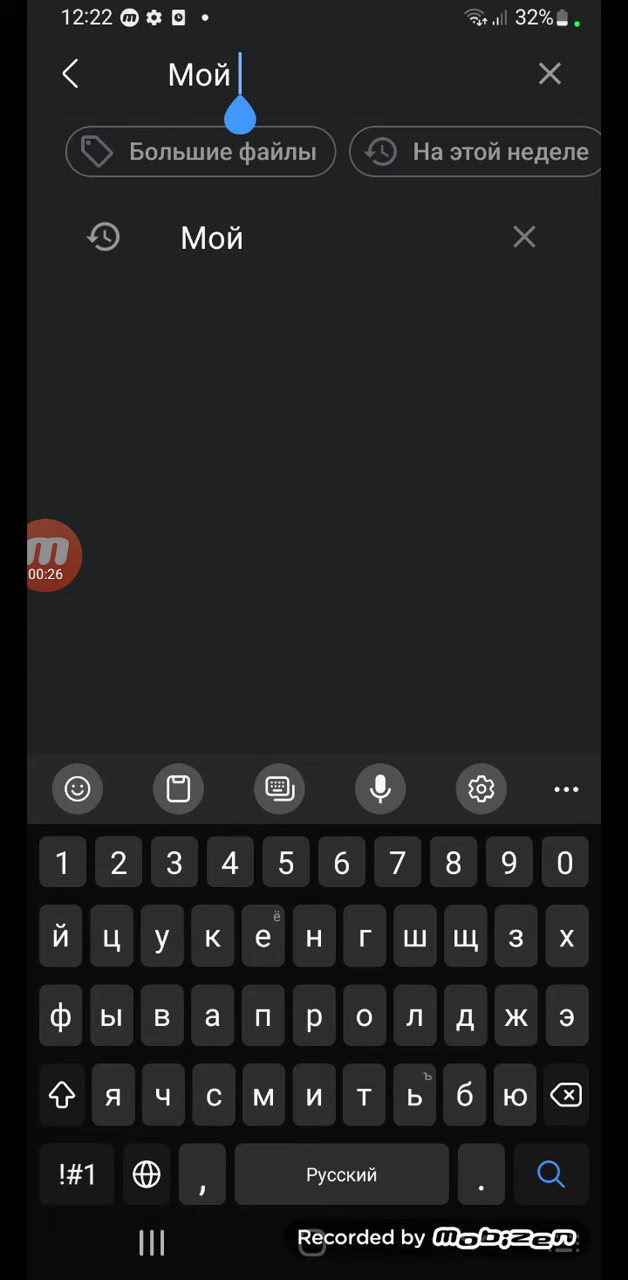 12:22 32%
Мой
Большие файлы На этой неделе
Мой
m
00:26
1 2 3 4 5 6 7 8 9 0
й ц у к е ё н г ш щ з х
ф ы в а п р о л д ж э
я ч с м и т ь ъ б ю
!#1 , Русский .
Recorded by mobizen